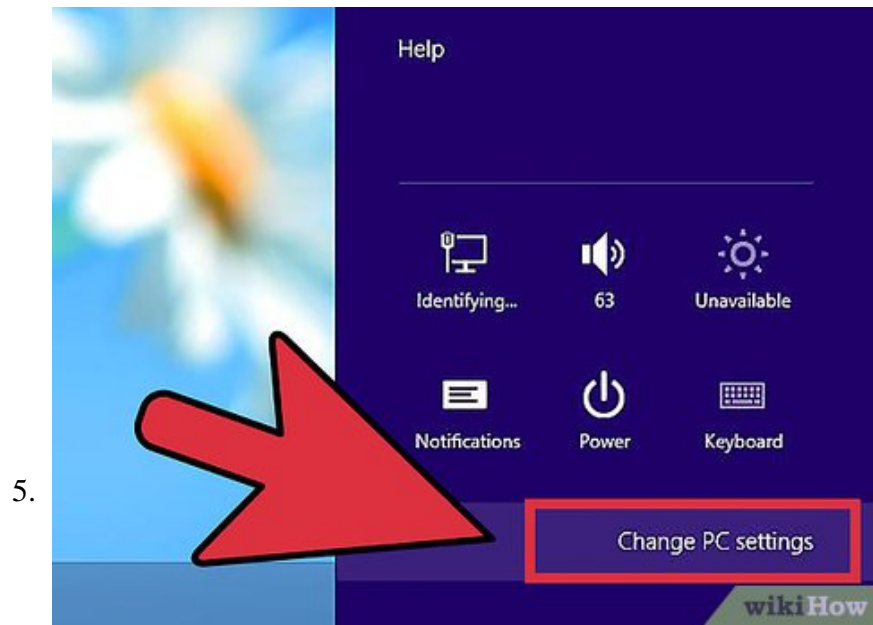 Help
Identifying...
63
Unavailable
Notifications
Power
Keyboard
5.
Change PC settings
wikiHow